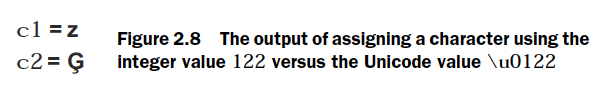 c1 = z
c2 = Ģ
Figure 2.8 The output of assigning a character using the
integer value 122 versus the Unicode value \u0122